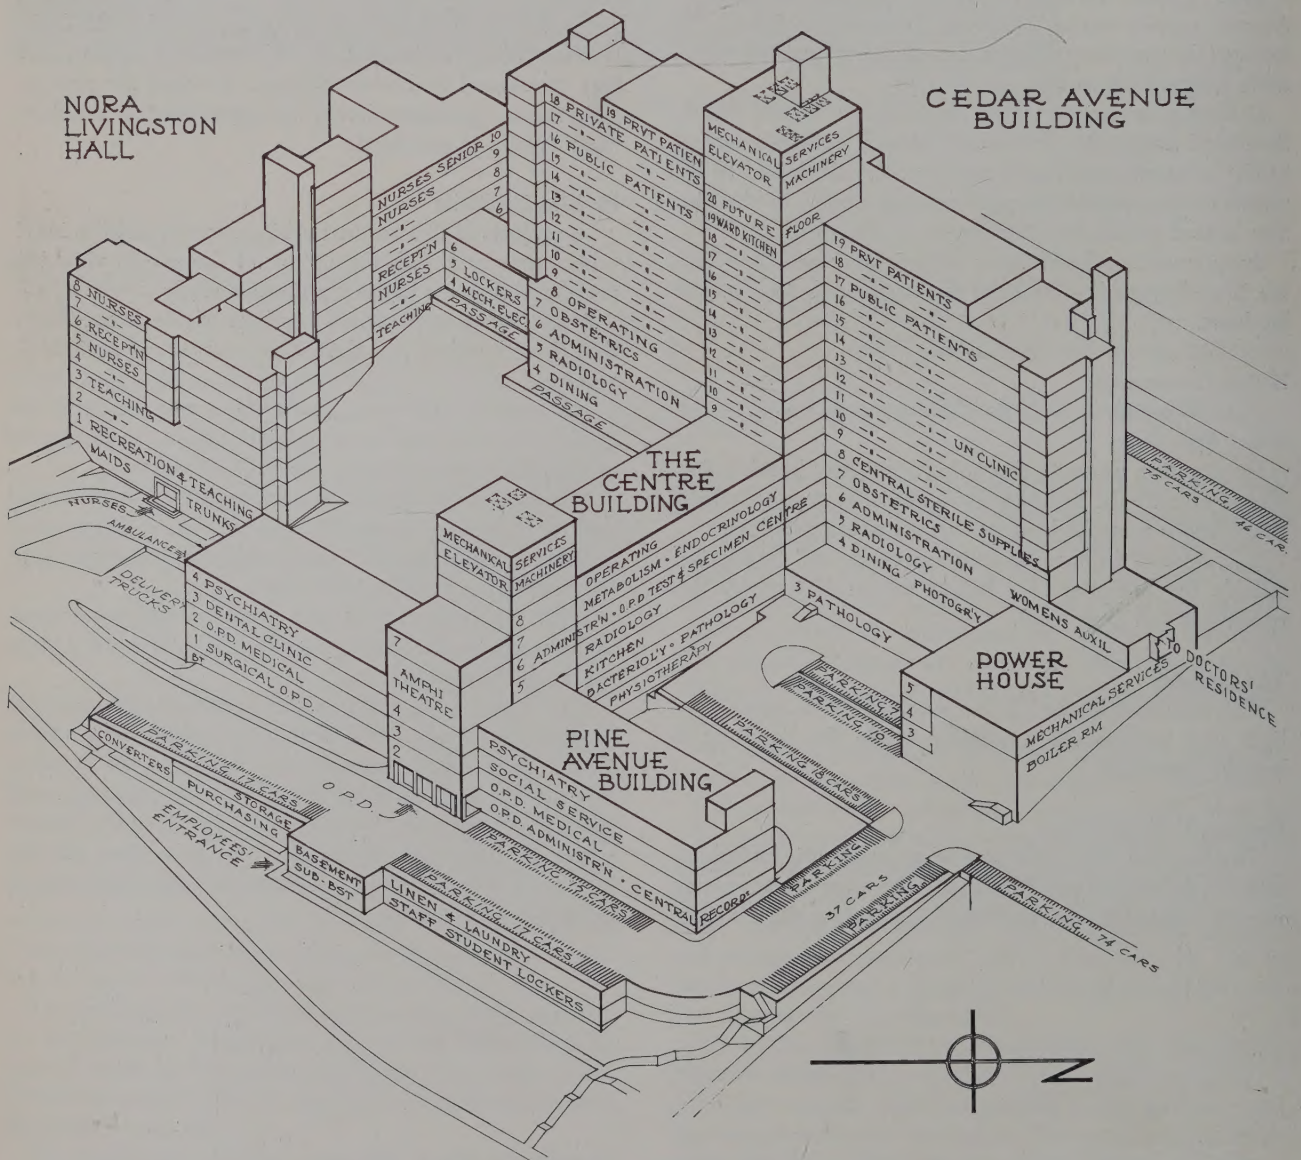 NORA
LIVINGSTON
HALL
CEDAR AVENUE
BUILDING
18 PRIVATE PATIENTS
17 -"-
16 PUBLIC PATIENTS
15 -"- -"-
14 -"- -"-
13 -"- -"-
12 -"- -"-
11 -"- -"-
10 -"- -"-
9 -"- -"-
8 OPERATING
7 OBSTETRICS
6 ADMINISTRATION
5 RADIOLOGY
4 DINING
PASSAGE
19 PRVT PATIEN
MECHANICAL SERVICES
ELEVATOR MACHINERY
20 FUTURE FLOOR
19 WARD KITCHEN
18 -"-
17 -"-
16 -"-
15 -"-
14 -"-
13 -"-
12 -"-
11 -"-
10 -"-
9 -"-
19 PRVT PATIENTS
18 -"- -"-
17 PUBLIC PATIENTS
16 -"- -"-
15 -"- -"-
14 -"- -"-
13 -"- -"-
12 -"- -"-
11 -"- -"-
10 -"- -"- UN CLINIC
9 -"- -"-
8 CENTRAL STERILE SUPPLIES
7 OBSTETRICS
6 ADMINISTRATION
5 RADIOLOGY
4 DINING PHOTOGR'Y
WOMENS AUXIL
3 PATHOLOGY
NURSES SENIOR 10
NURSES 9
-"- 8
-"- 7
RECEPT'N 6
NURSES
-"-
TEACHING
6
5 LOCKERS
4 MECH. ELEC
PASSAGE
8 NURSES
7 -"-
6 RECEPT'N
5 NURSES
4 -"-
3 TEACHING
2 -"-
1 RECREATION & TEACHING
MAIDS
TRUNKS
NURSES
AMBULANCE
DELIVERY
TRUCKS
THE
CENTRE
BUILDING
MECHANICAL SERVICES
ELEVATOR MACHINERY
8
7
6
5
OPERATING
METABOLISM • ENDOCRINOLOGY
ADMINISTR'N • O.P.D TEST & SPECIMEN CENTRE
RADIOLOGY
KITCHEN
BACTERIOL'Y • PATHOLOGY
PHYSIOTHERAPY
4 PSYCHIATRY
3 DENTAL CLINIC
2 O.P.D. MEDICAL
1 SURGICAL O.P.D.
BT
7
AMPHI
THEATRE
4
3
2
PINE
AVENUE
BUILDING
PSYCHIATRY
SOCIAL SERVICE
O.P.D. MEDICAL
O.P.D. ADMINISTR'N • CENTRAL RECORDS
POWER
HOUSE
5
4
3
MECHANICAL SERVICES
BOILER RM
TO DOCTORS'
RESIDENCE
PARKING
75 CARS
46 CAR.
PARKING 7
PARKING 10
PARKING 18 CARS
PARKING
37 CARS
PARKING
PARKING 74 CARS
PARKING 17 CARS
O.P.D.
PARKING 15 CARS
PARKING 17 CARS
CONVERTERS
STORAGE
PURCHASING
EMPLOYEES'
ENTRANCE
BASEMENT
SUB-BST
LINEN & LAUNDRY
STAFF STUDENT LOCKERS
N